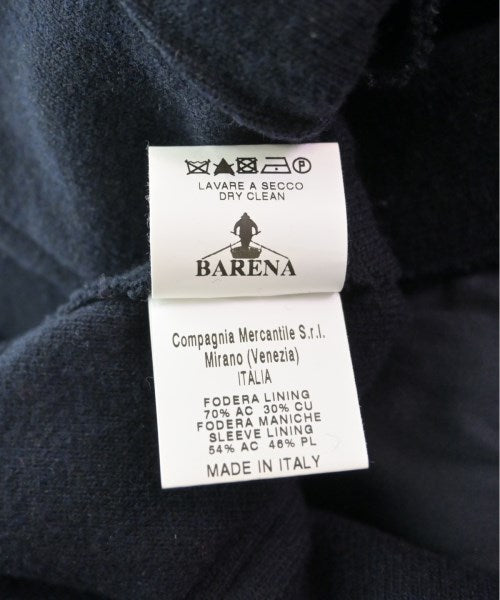 P
LAVARE A SECCO
DRY CLEAN
BARENA
Compagnia Mercantile S.r.l.
Mirano (Venezia)
ITALIA
FODERA LINING
70% AC 30% CU
FODERA MANICHE
SLEEVE LINING
54% AC 46% PL
MADE IN ITALY